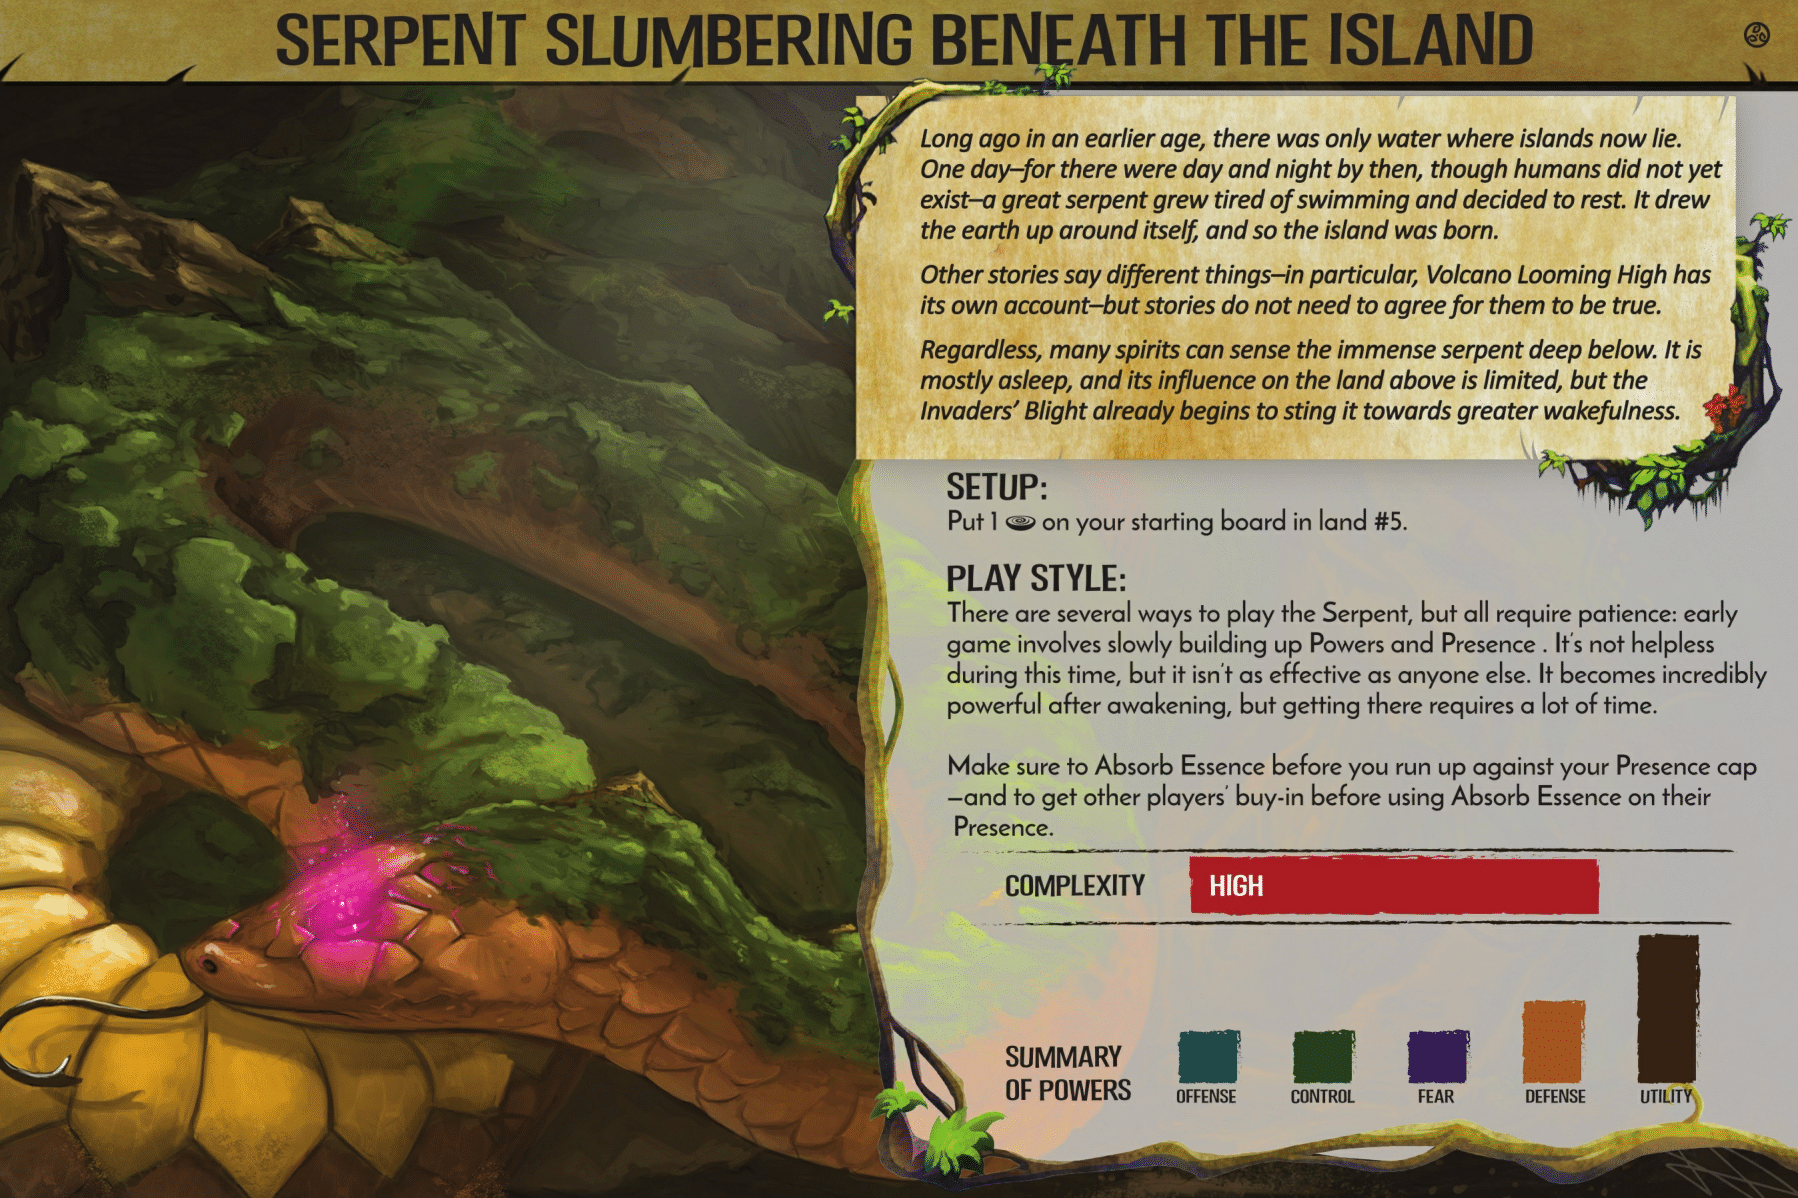 SERPENT SLUMBERING BENEATH THE ISLAND
Long ago in an earlier age, there was only water where islands now lie.
One day—for there were day and night by then, though humans did not yet
exist—a great serpent grew tired of swimming and decided to rest. It drew
the earth up around itself, and so the island was born.
Other stories say different things—in particular, Volcano Looming High has
its own account—but stories do not need to agree for them to be true.
Regardless, many spirits can sense the immense serpent deep below. It is
mostly asleep, and its influence on the land above is limited, but the
Invaders’ Blight already begins to sting it towards greater wakefulness.
SETUP:
Put 1 on your starting board in land #5.
PLAY STYLE:
There are several ways to play the Serpent, but all require patience: early
game involves slowly building up Powers and Presence . It's not helpless
during this time, but it isn't as effective as anyone else. It becomes incredibly
powerful after awakening, but getting there requires a lot of time.
Make sure to Absorb Essence before you run up against your Presence cap
—and to get other players' buy-in before using Absorb Essence on their
Presence.
COMPLEXITY HIGH
SUMMARY
OF POWERS
OFFENSE CONTROL FEAR DEFENSE UTILITY